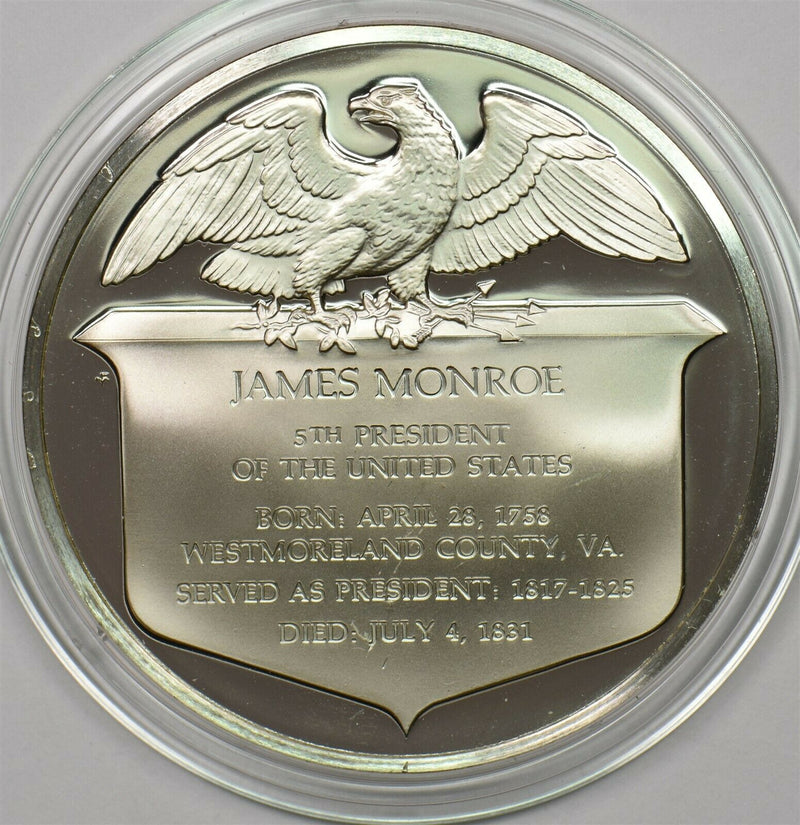 JAMES MONROE
5TH PRESIDENT
OF THE UNITED STATES
BORN: APRIL 28, 1758
WESTMORELAND COUNTY, VA.
SERVED AS PRESIDENT: 1817-1825
DIED: JULY 4, 1831